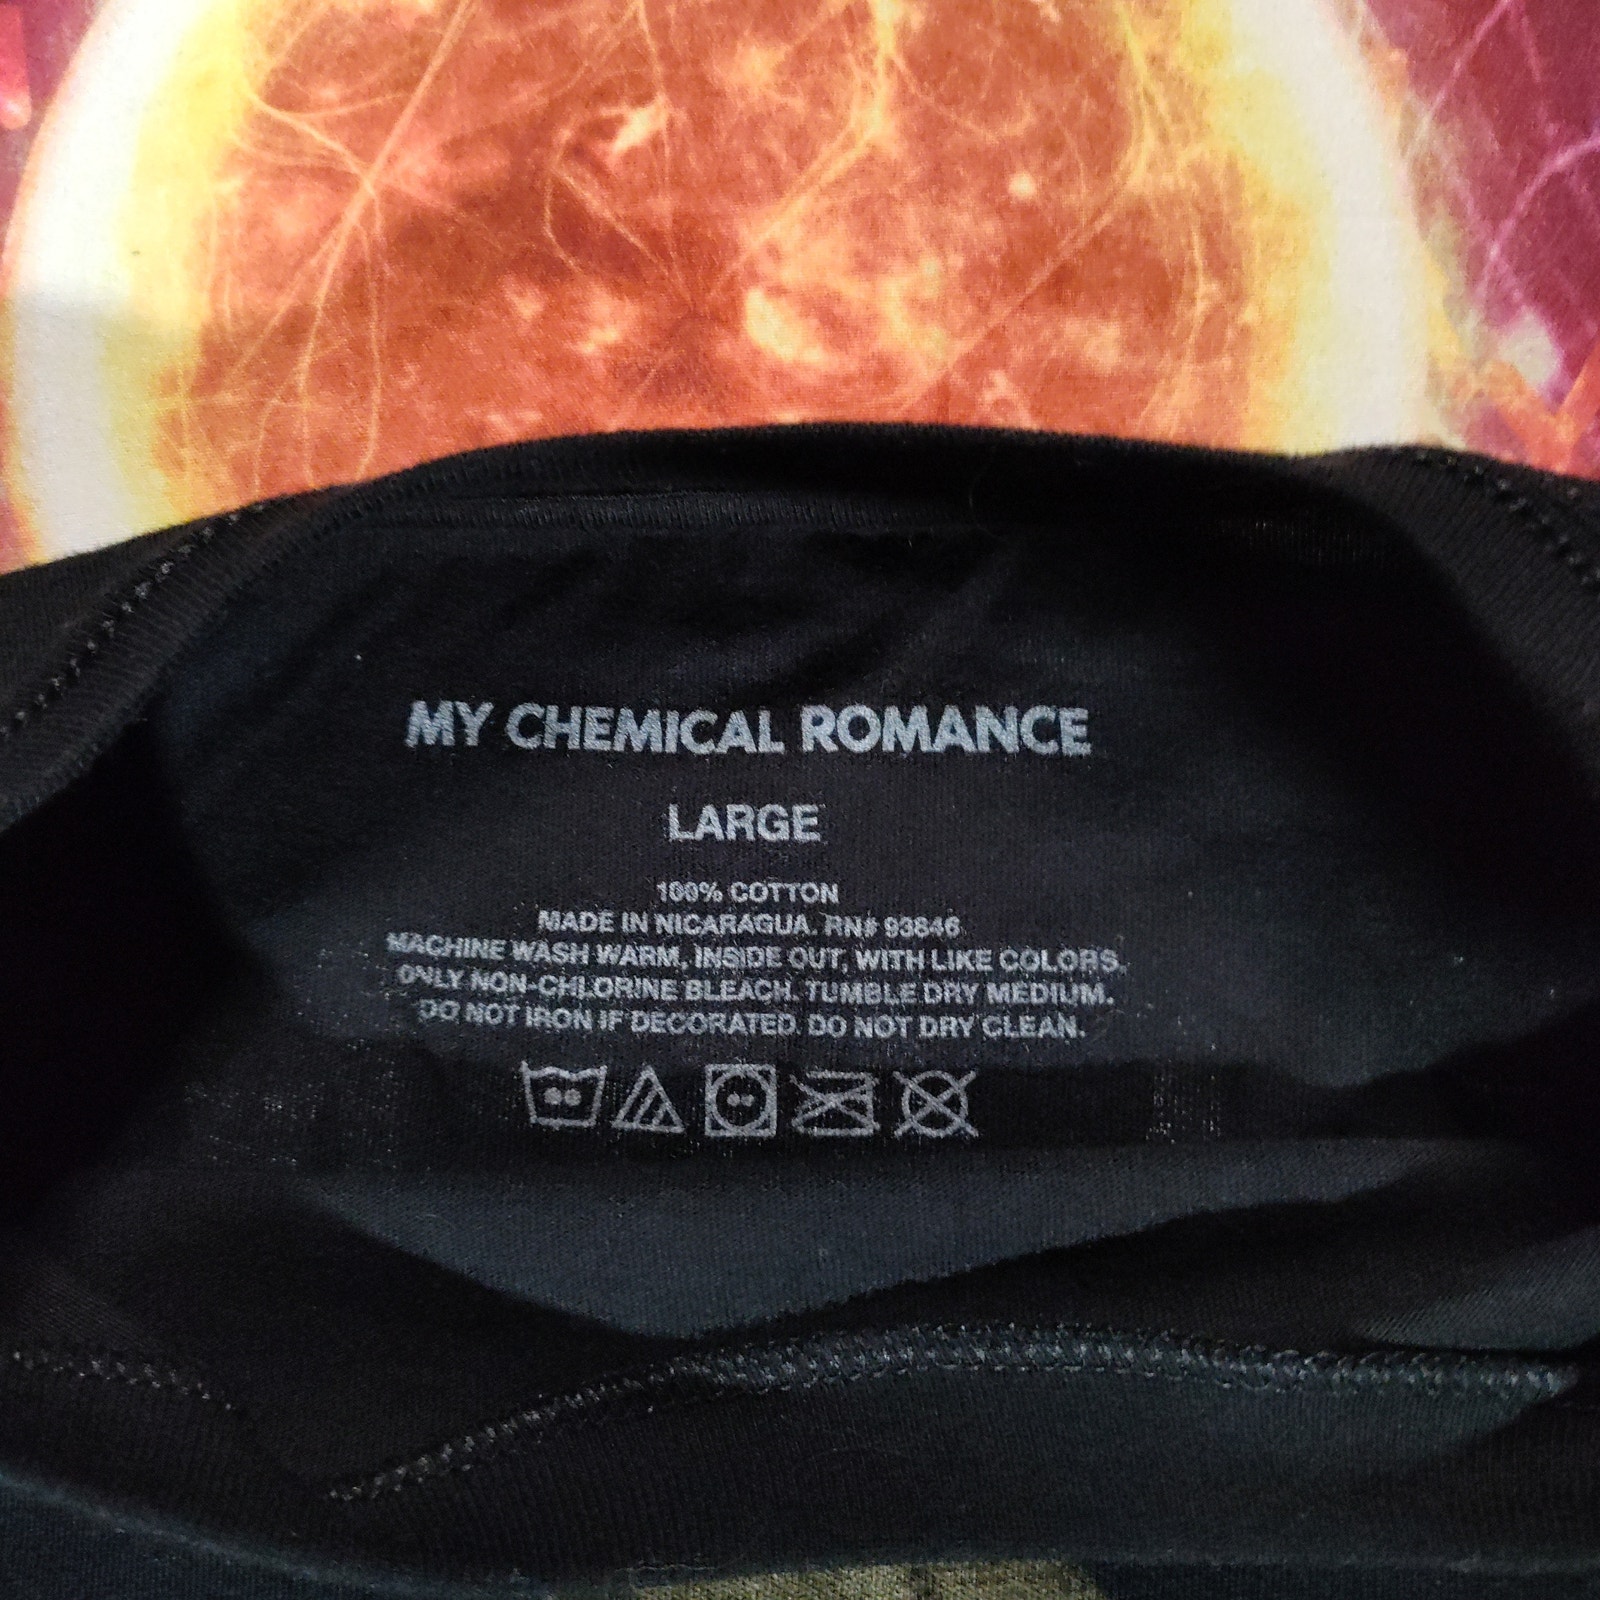 MY CHEMICAL ROMANCE
LARGE
100% COTTON
MADE IN NICARAGUA. RN# 93846
MACHINE WASH WARM, INSIDE OUT, WITH LIKE COLORS.
ONLY NON-CHLORINE BLEACH. TUMBLE DRY MEDIUM.
DO NOT IRON IF DECORATED. DO NOT DRY CLEAN.